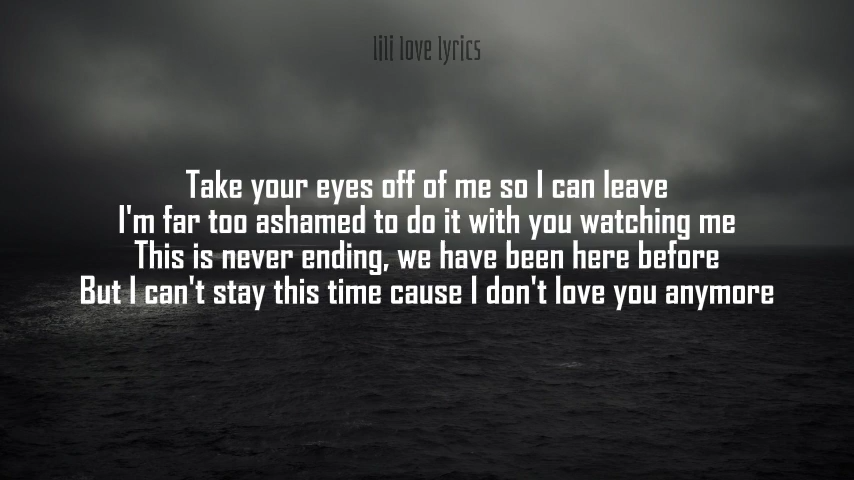 lili love lyrics
Take your eyes off of me so I can leave
I'm far too ashamed to do it with you watching me
This is never ending, we have been here before
But I can't stay this time cause I don't love you anymore